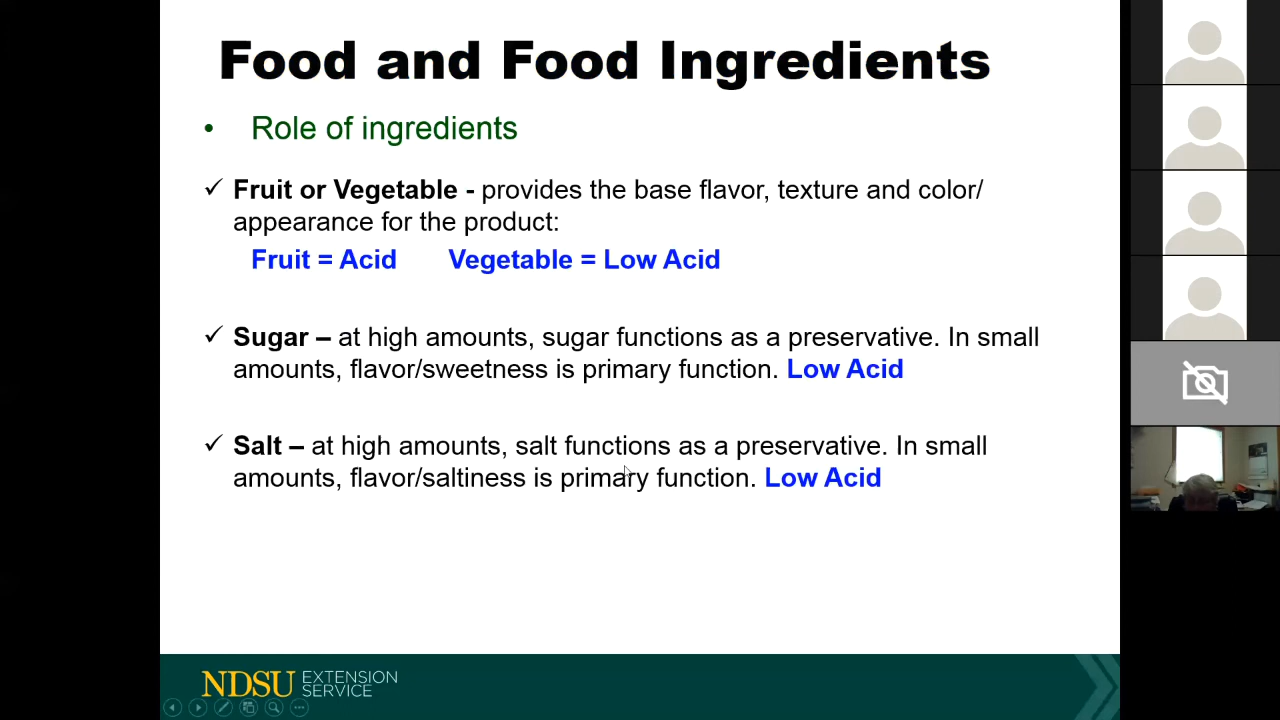 Food and Food Ingredients
• Role of ingredients
✓ Fruit or Vegetable - provides the base flavor, texture and color/
appearance for the product:
Fruit = Acid Vegetable = Low Acid
✓ Sugar – at high amounts, sugar functions as a preservative. In small
amounts, flavor/sweetness is primary function. Low Acid
✓ Salt – at high amounts, salt functions as a preservative. In small
amounts, flavor/saltiness is primary function. Low Acid
NDSU EXTENSION
SERVICE